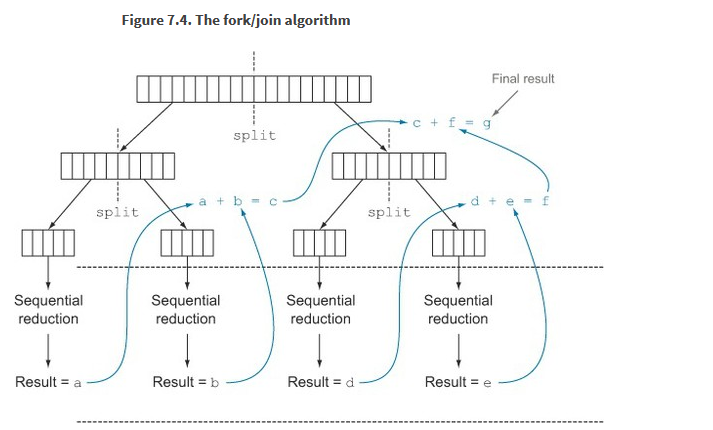 Figure 7.4. The fork/join algorithm
Final result
c + f = g
split
a + b = c
d + e = f
split
split
Sequential
reduction
Sequential
reduction
Sequential
reduction
Sequential
reduction
Result = a
Result = b
Result = d
Result = e